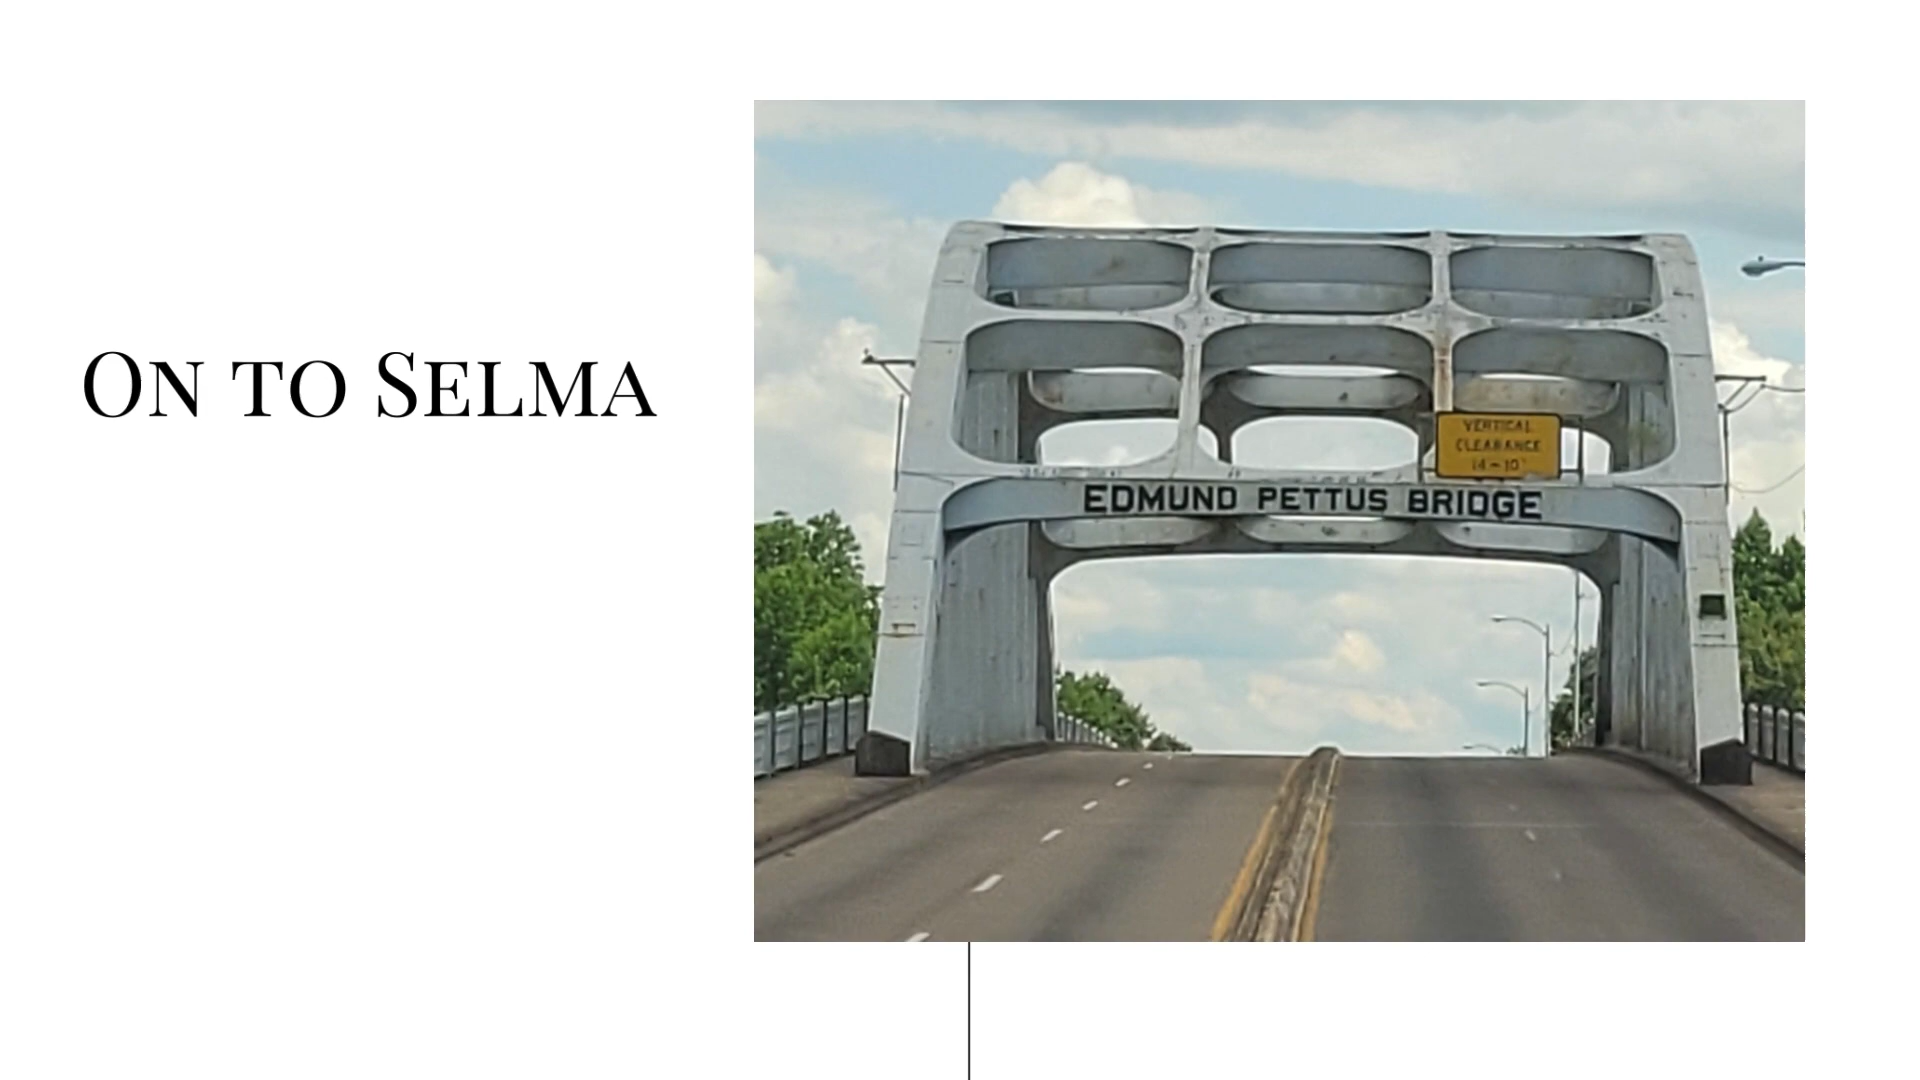 On to Selma
VERTICAL
CLEARANCE
14-10
EDMUND PETTUS BRIDGE